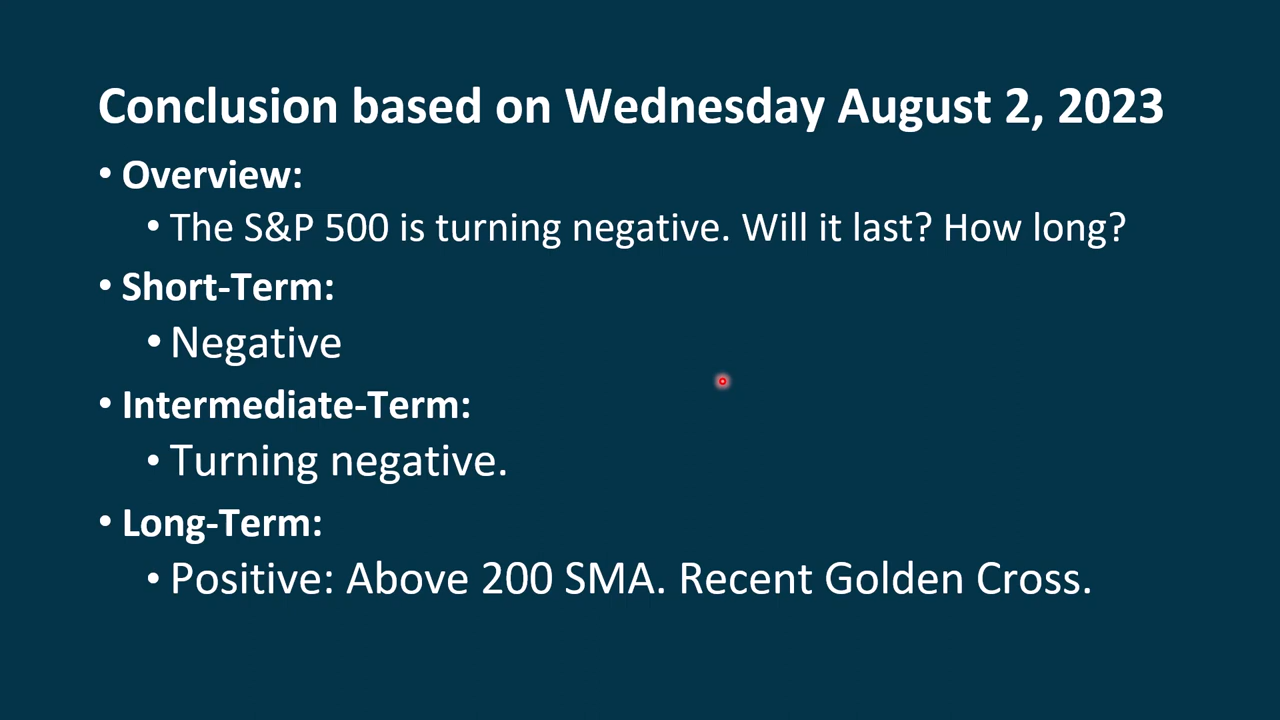 Conclusion based on Wednesday August 2, 2023
• Overview:
• The S&P 500 is turning negative. Will it last? How long?
• Short-Term:
• Negative
• Intermediate-Term:
• Turning negative.
• Long-Term:
• Positive: Above 200 SMA. Recent Golden Cross.